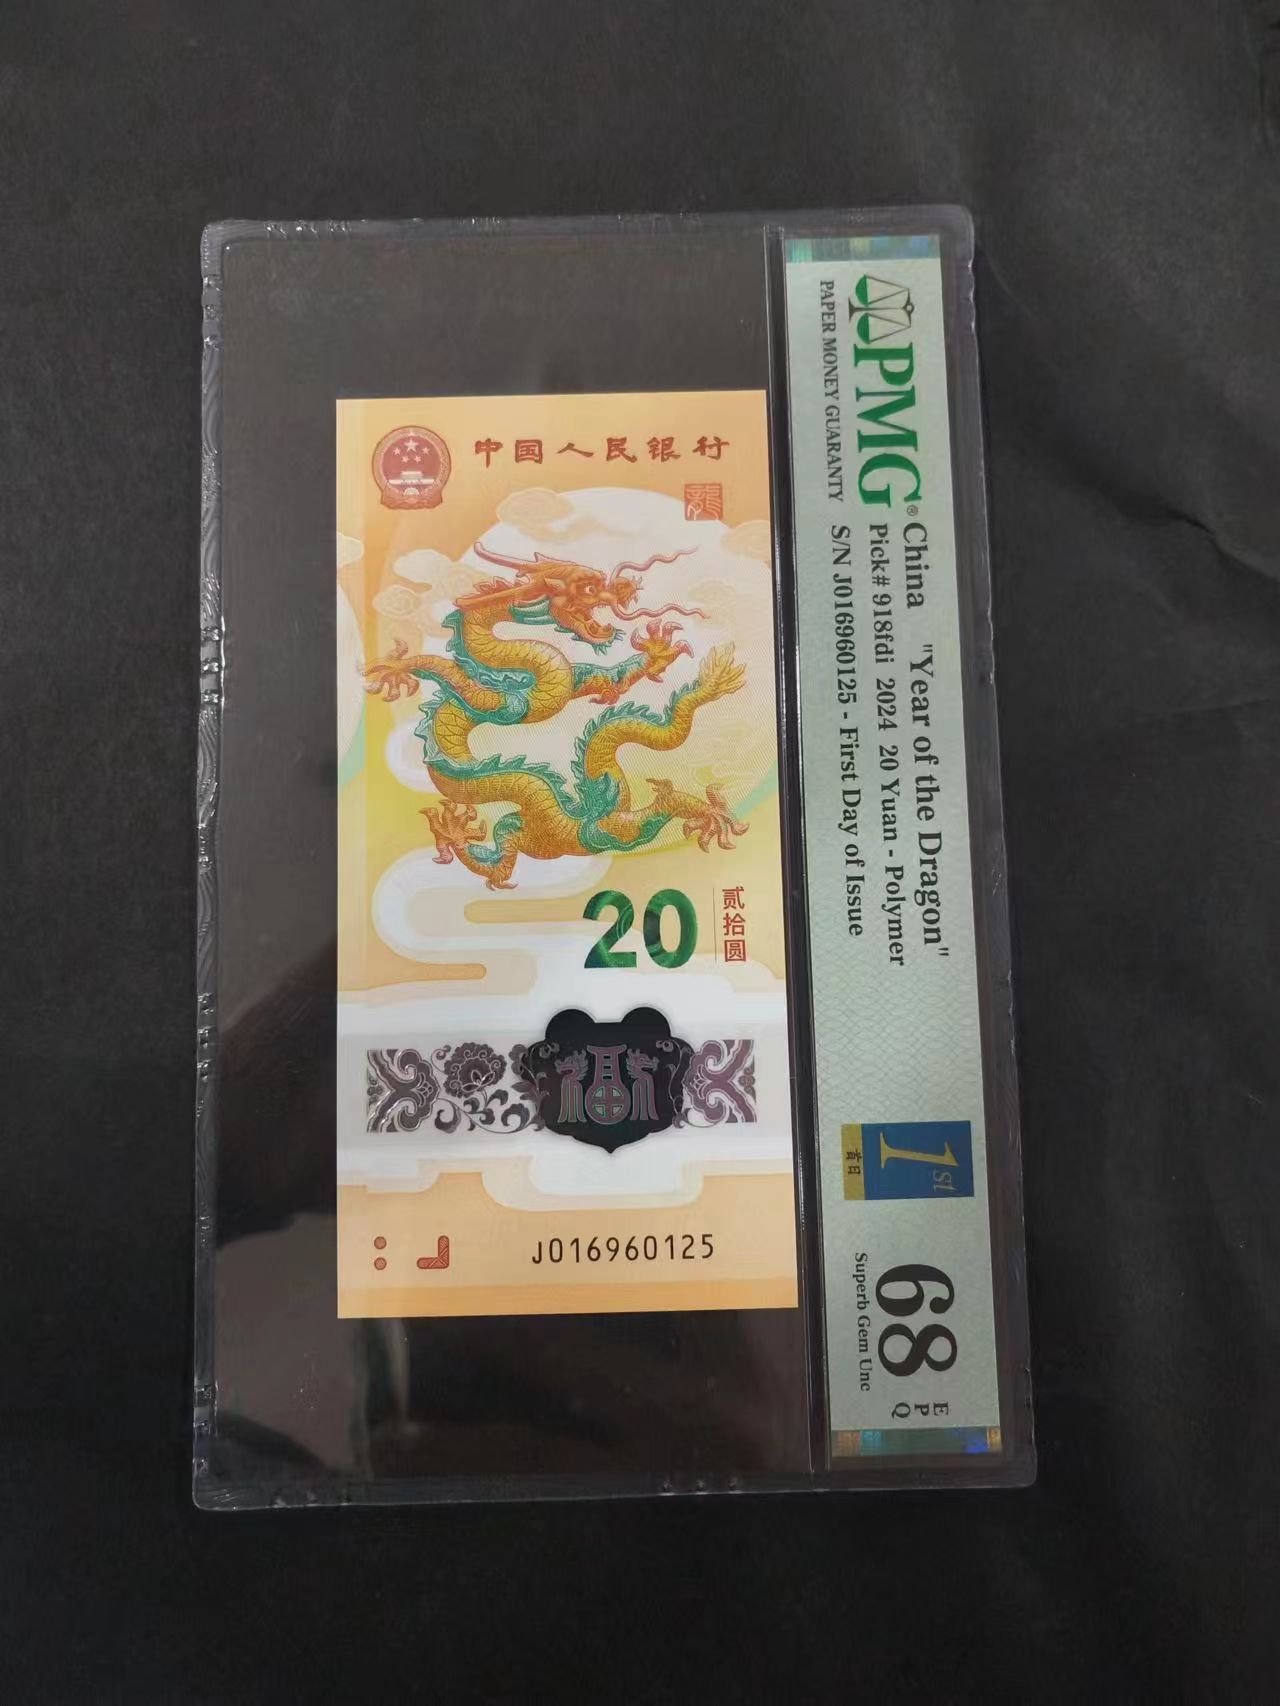 中国人民银行
龍
20
贰拾圆
福
J016960125
PMG®
PAPER MONEY GUARANTY
China "Year of the Dragon"
Pick# 918fdi 2024 20 Yuan - Polymer
S/N J016960125 - First Day of Issue
1st
首日
68 EPQ
Superb Gem Unc